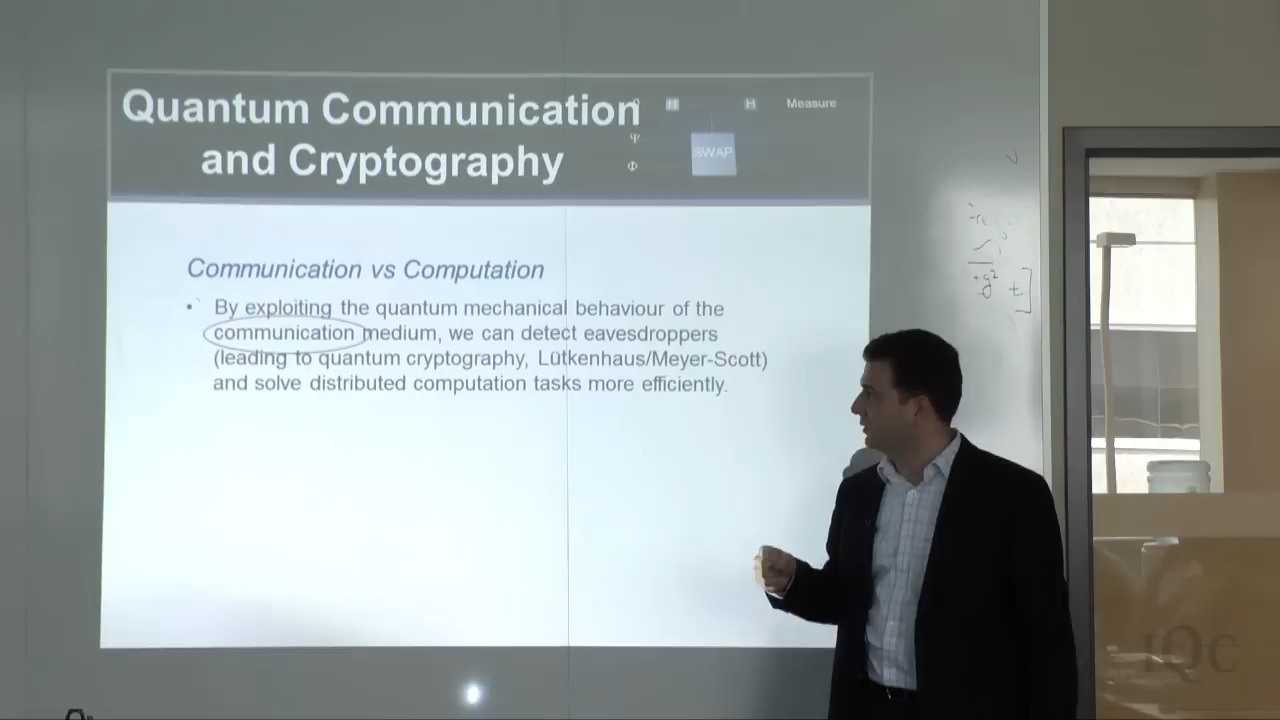 Quantum Communication
and Cryptography
H H Measure
Ψ
SWAP
Φ
Communication vs Computation
• By exploiting the quantum mechanical behaviour of the
communication medium, we can detect eavesdroppers
(leading to quantum cryptography, Lütkenhaus/Meyer-Scott)
and solve distributed computation tasks more efficiently.
IQC